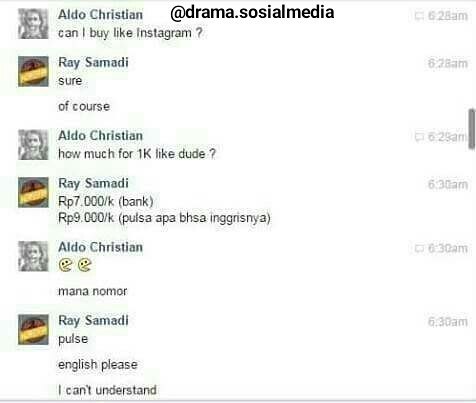 @drama.sosialmedia
Aldo Christian 6:28am
can I buy like Instagram ?
Ray Samadi 6:28am
sure
of course
Aldo Christian 6:29am
how much for 1K like dude ?
Ray Samadi 6:30am
Rp7.000/k (bank)
Rp9.000/k (pulsa apa bhsa inggrisnya)
Aldo Christian 6:30am
mana nomor
Ray Samadi 6:30am
pulse
english please
I can't understand